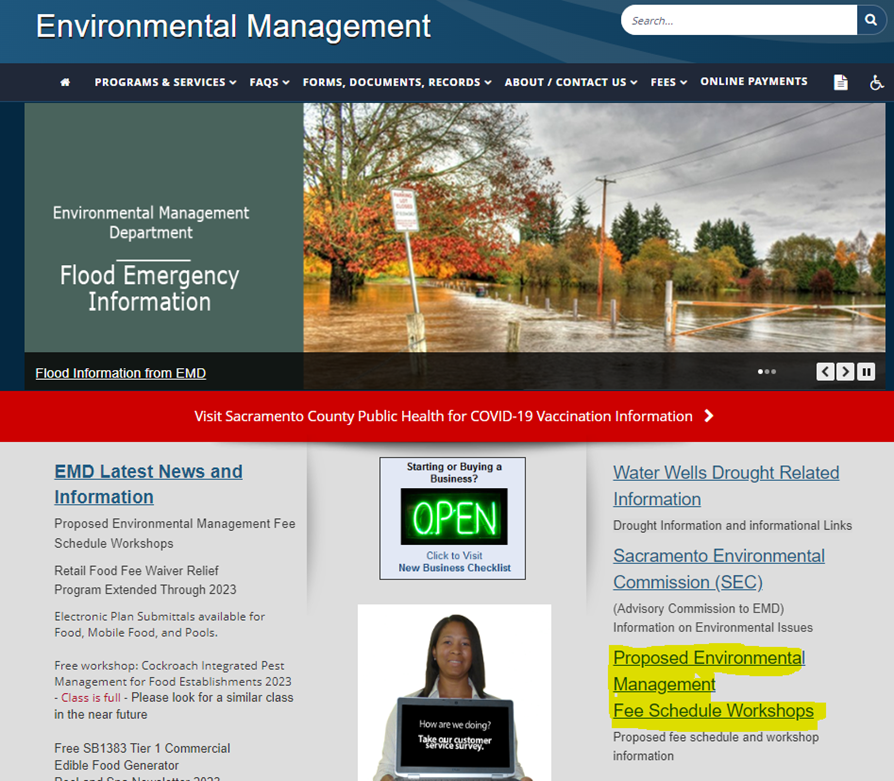 Environmental Management
Search...
PROGRAMS & SERVICES FAQS FORMS, DOCUMENTS, RECORDS ABOUT / CONTACT US FEES ONLINE PAYMENTS
Environmental Management
Department
Flood Emergency
Information
Flood Information from EMD
Visit Sacramento County Public Health for COVID-19 Vaccination Information
EMD Latest News and
Information
Proposed Environmental Management Fee
Schedule Workshops
Retail Food Fee Waiver Relief
Program Extended Through 2023
Electronic Plan Submittals available for
Food, Mobile Food, and Pools.
Free workshop: Cockroach Integrated Pest
Management for Food Establishments 2023
- Class is full - Please look for a similar class
in the near future
Free SB1383 Tier 1 Commercial
Edible Food Generator
Starting or Buying a
Business?
OPEN
Click to Visit
New Business Checklist
How are we doing?
Take our customer
service survey.
Water Wells Drought Related
Information
Drought Information and informational Links
Sacramento Environmental
Commission (SEC)
(Advisory Commission to EMD)
Information on Environmental Issues
Proposed Environmental
Management
Fee Schedule Workshops
Proposed fee schedule and workshop
information